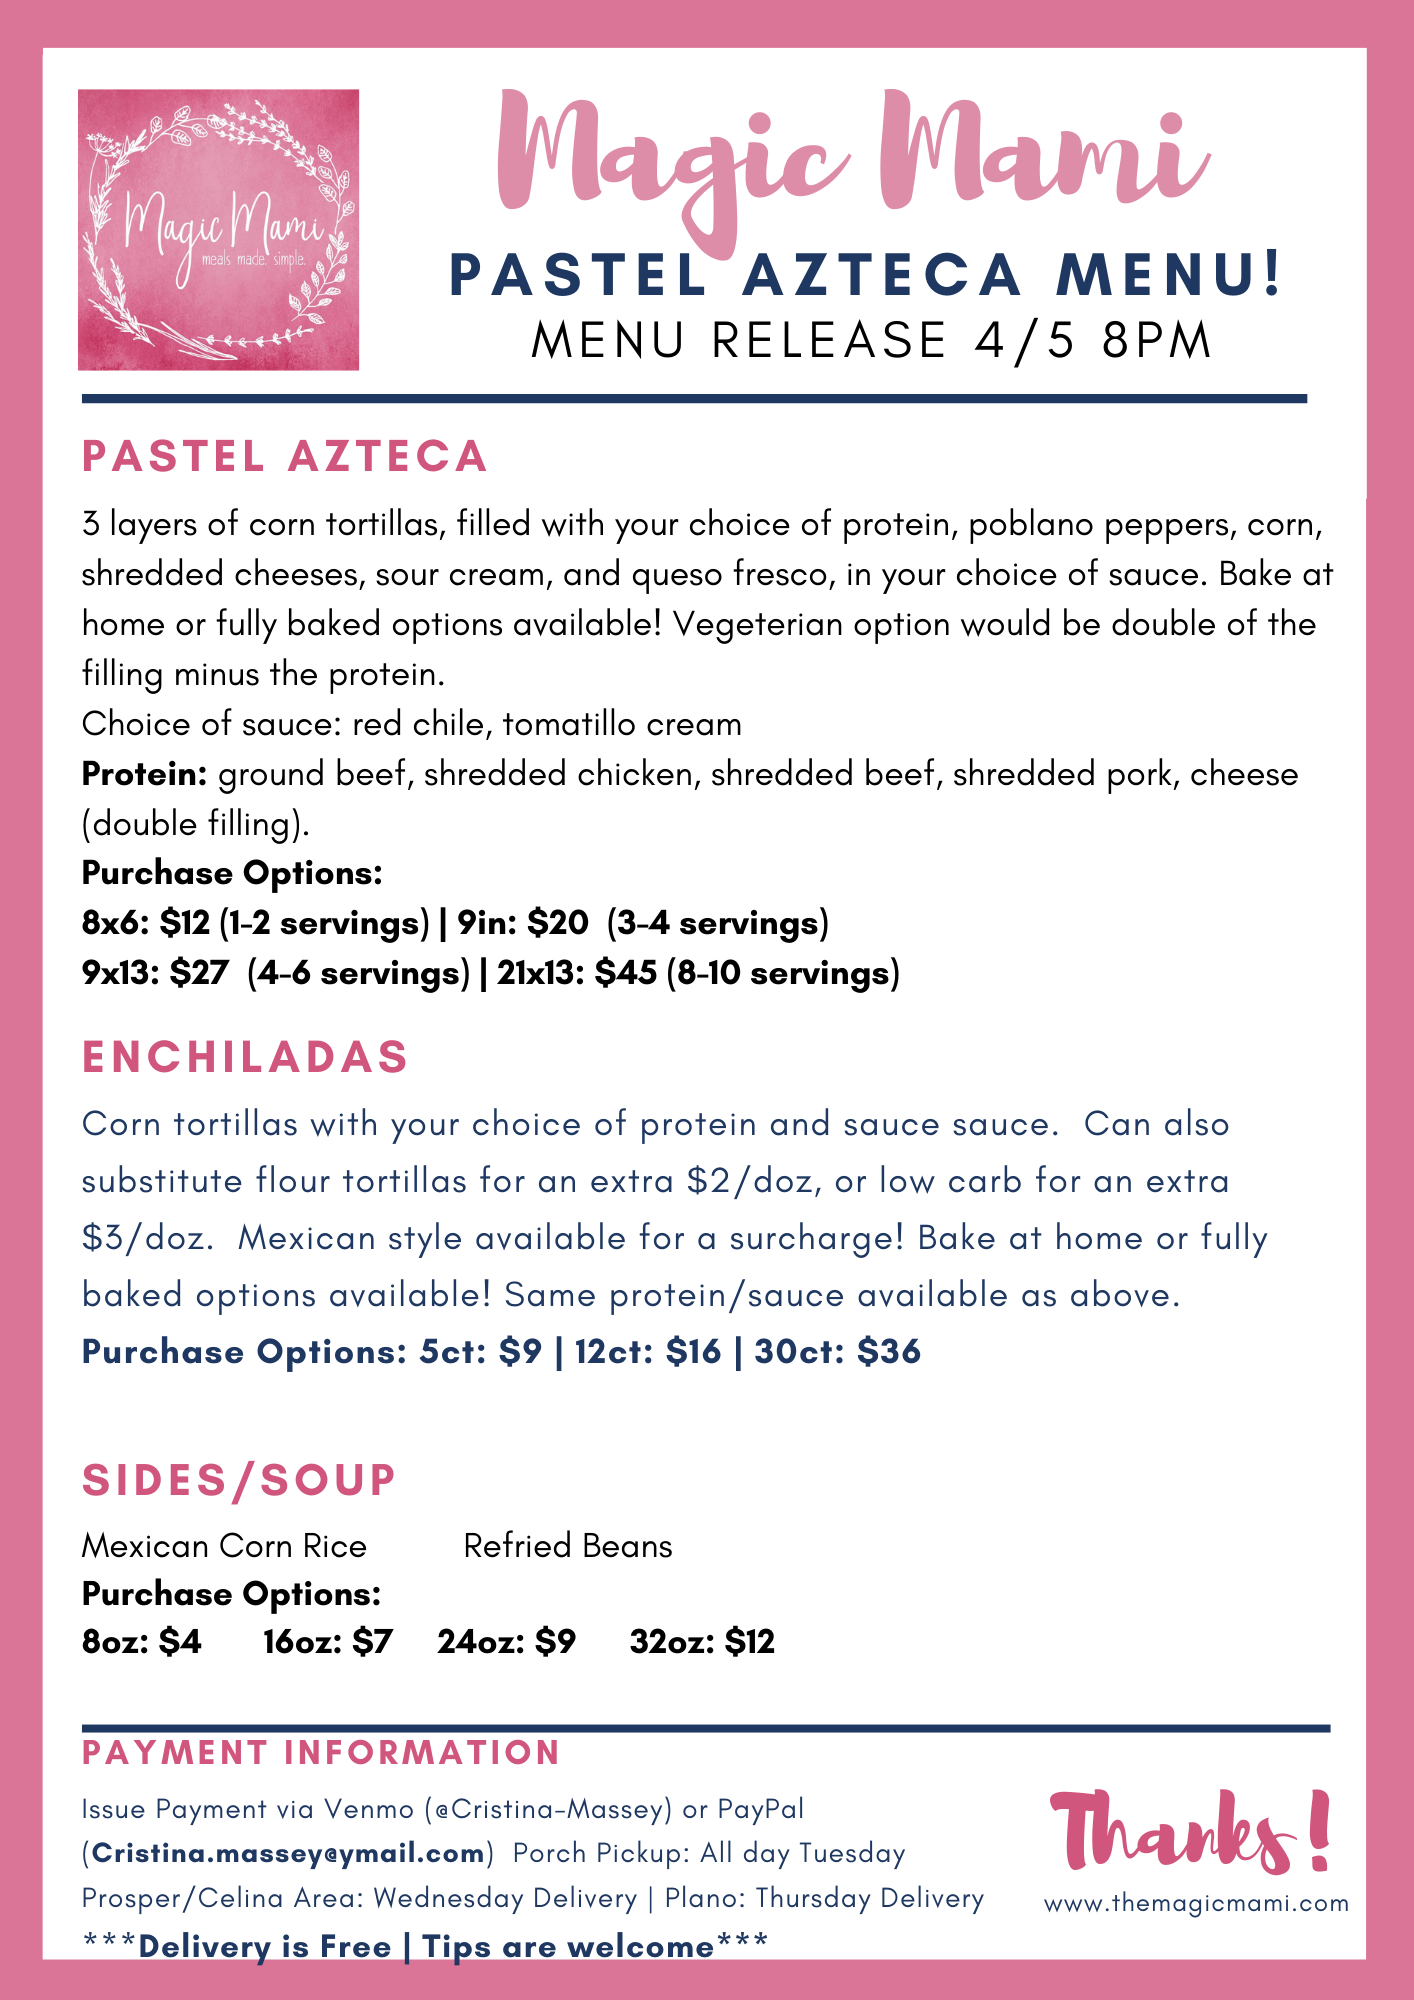 Magic Mami
meals made. simple.
Magic Mami
PASTEL AZTECA MENU!
MENU RELEASE 4/5 8PM
PASTEL AZTECA
3 layers of corn tortillas, filled with your choice of protein, poblano peppers, corn,
shredded cheeses, sour cream, and queso fresco, in your choice of sauce. Bake at
home or fully baked options available! Vegeterian option would be double of the
filling minus the protein.
Choice of sauce: red chile, tomatillo cream
Protein: ground beef, shredded chicken, shredded beef, shredded pork, cheese
(double filling).
Purchase Options:
8x6: $12 (1-2 servings) | 9in: $20 (3-4 servings)
9x13: $27 (4-6 servings) | 21x13: $45 (8-10 servings)
ENCHILADAS
Corn tortillas with your choice of protein and sauce sauce. Can also
substitute flour tortillas for an extra $2/doz, or low carb for an extra
$3/doz. Mexican style available for a surcharge! Bake at home or fully
baked options available! Same protein/sauce available as above.
Purchase Options: 5ct: $9 | 12ct: $16 | 30ct: $36
SIDES/SOUP
Mexican Corn Rice Refried Beans
Purchase Options:
8oz: $4 16oz: $7 24oz: $9 32oz: $12
PAYMENT INFORMATION
Issue Payment via Venmo (@Cristina-Massey) or PayPal
(Cristina.massey@ymail.com) Porch Pickup: All day Tuesday
Prosper/Celina Area: Wednesday Delivery | Plano: Thursday Delivery
***Delivery is Free | Tips are welcome***
Thanks!
www.themagicmami.com